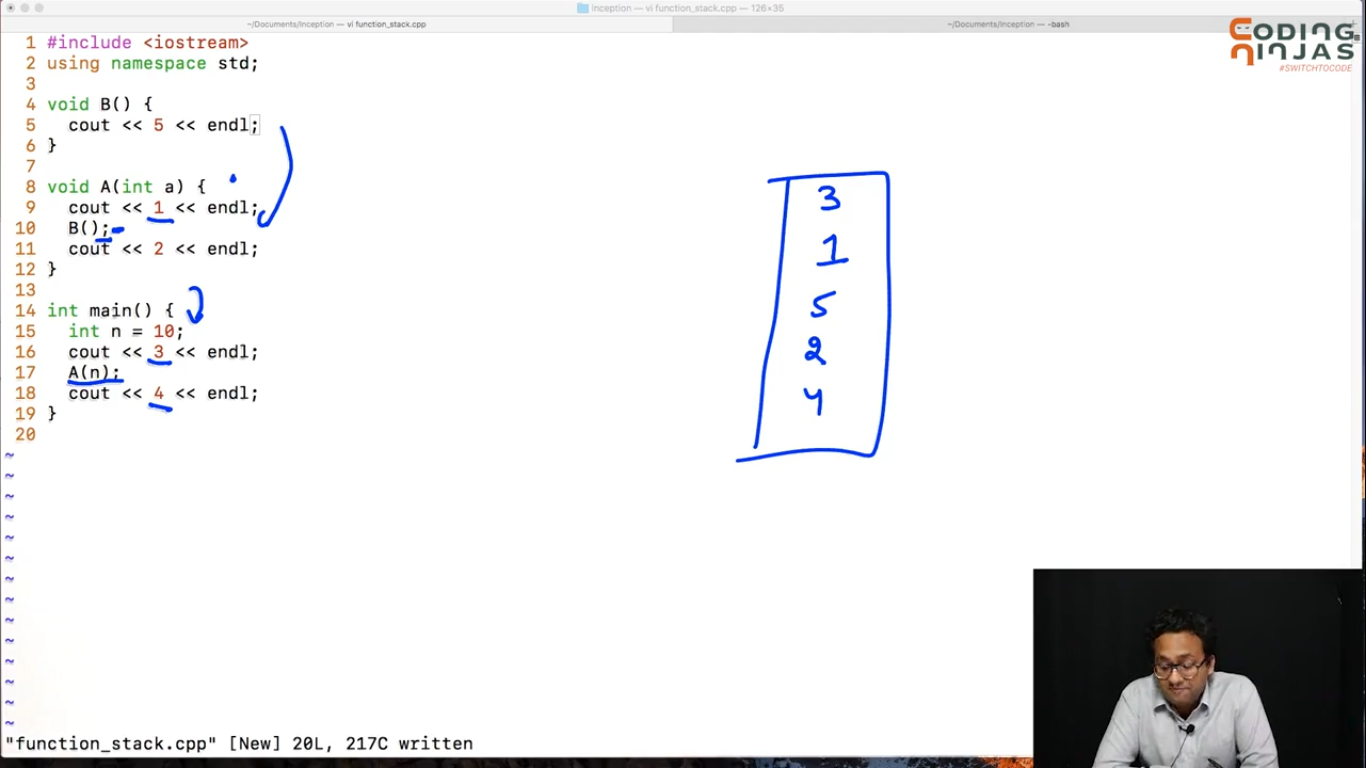 Inception — vi function_stack.cpp — 126×35
~/Documents/Inception — vi function_stack.cpp
~/Documents/Inception — -bash
CODING
NINJAS
#SWITCHTOCODE
1 #include <iostream>
2 using namespace std;
3
4 void B() {
5   cout << 5 << endl;
6 }
7
8 void A(int a) {
9   cout << 1 << endl;
10   B();
11   cout << 2 << endl;
12 }
13
14 int main() {
15   int n = 10;
16   cout << 3 << endl;
17   A(n);
18   cout << 4 << endl;
19 }
20
~
~
~
~
~
~
~
~
~
~
~
~
~
~
"function_stack.cpp" [New] 20L, 217C written
3
1
5
2
4